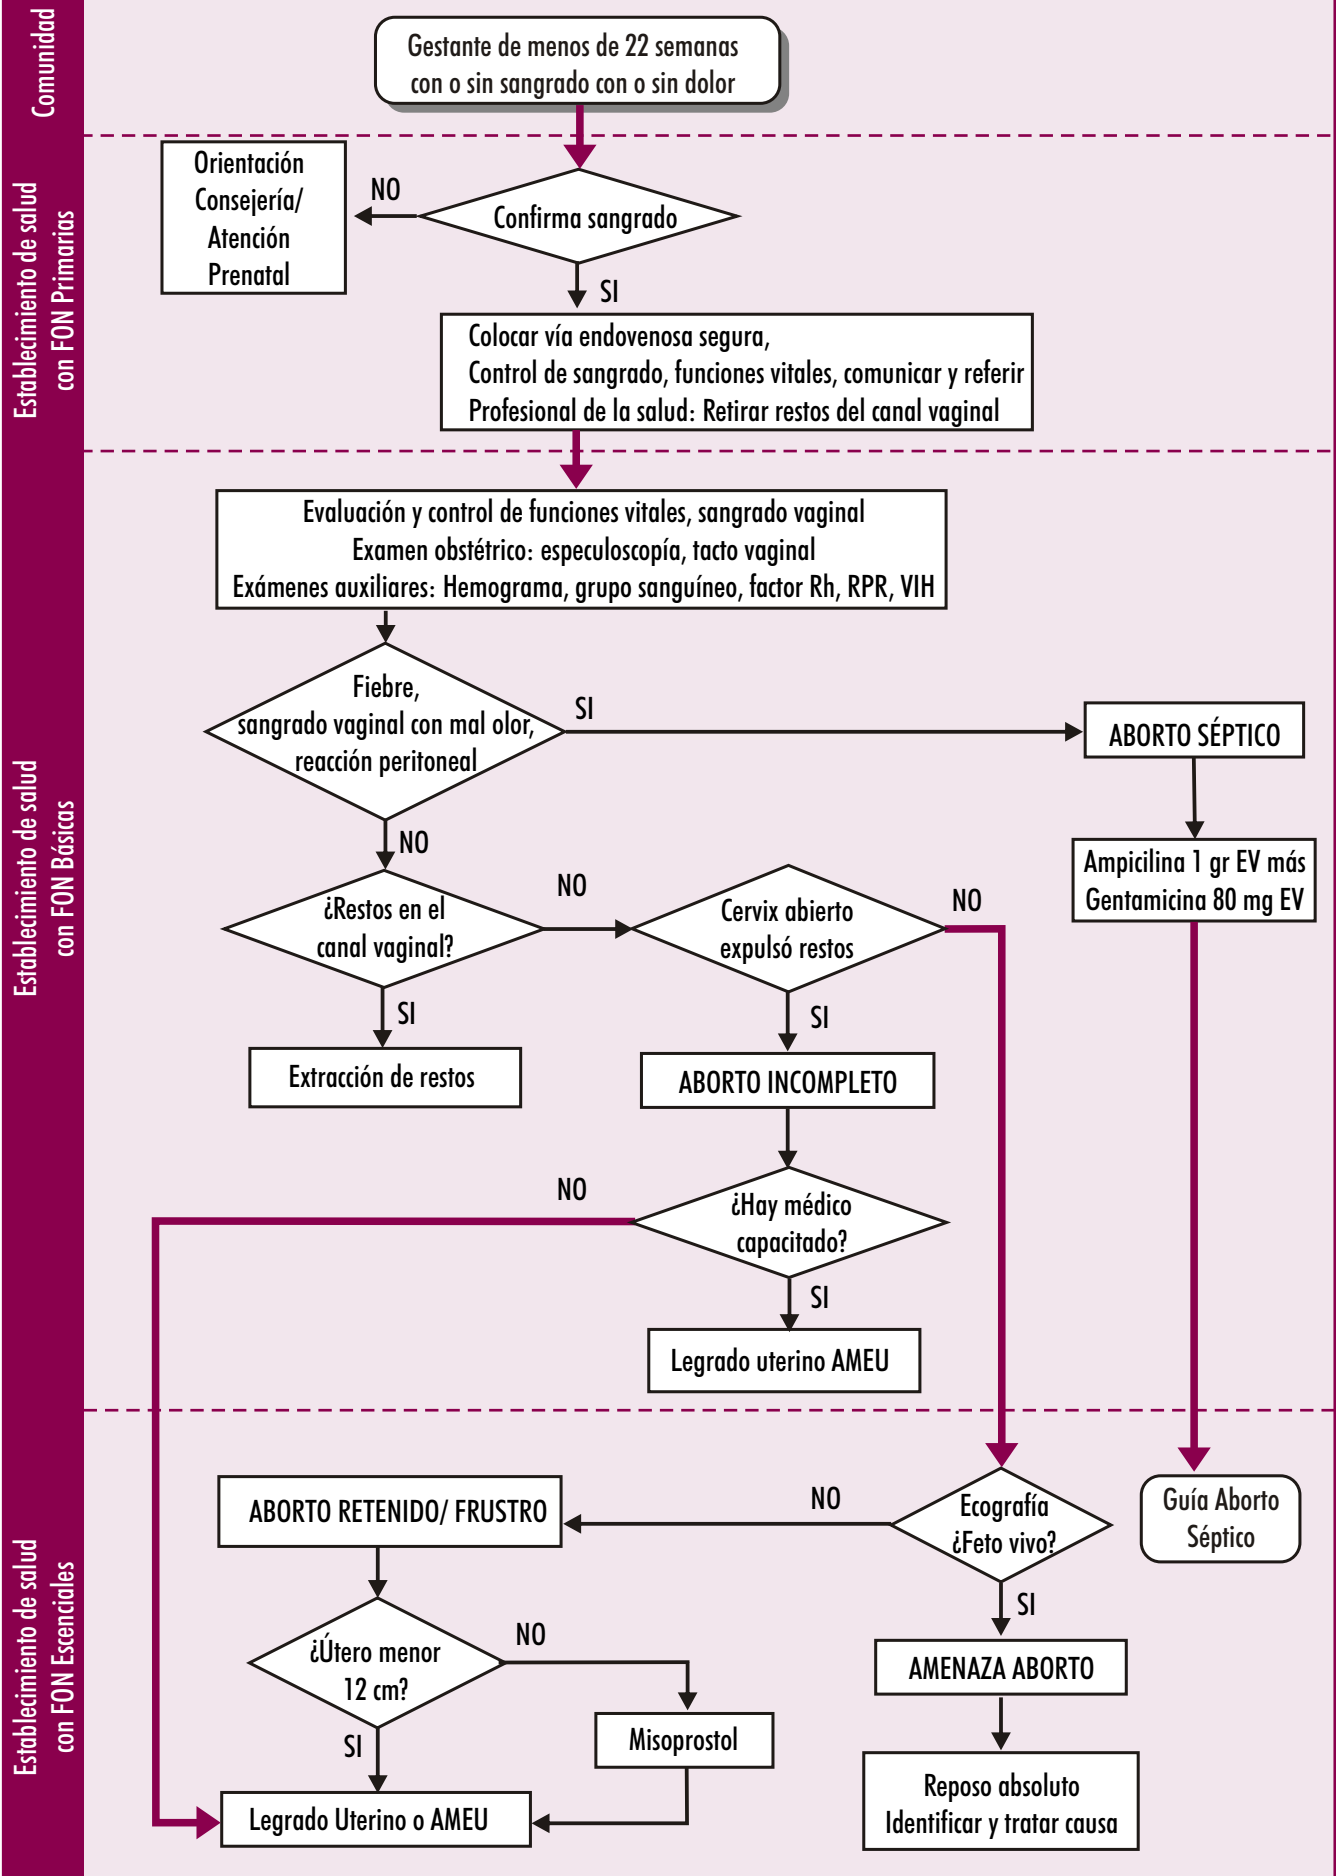 Comunidad
Gestante de menos de 22 semanas
con o sin sangrado con o sin dolor
Establecimiento de salud
con FON Primarias
Orientación
Consejería/
Atención
Prenatal
NO
Confirma sangrado
SI
Colocar vía endovenosa segura,
Control de sangrado, funciones vitales, comunicar y referir
Profesional de la salud: Retirar restos del canal vaginal
Establecimiento de salud
con FON Básicas
Evaluación y control de funciones vitales, sangrado vaginal
Examen obstétrico: especuloscopía, tacto vaginal
Exámenes auxiliares: Hemograma, grupo sanguíneo, factor Rh, RPR, VIH
Fiebre,
sangrado vaginal con mal olor,
reacción peritoneal
SI
ABORTO SÉPTICO
NO
Ampicilina 1 gr EV más
Gentamicina 80 mg EV
¿Restos en el
canal vaginal?
NO
Cervix abierto
expulsó restos
NO
SI
Extracción de restos
SI
ABORTO INCOMPLETO
NO
¿Hay médico
capacitado?
SI
Legrado uterino AMEU
Establecimiento de salud
con FON Escenciales
ABORTO RETENIDO/ FRUSTRO
NO
Ecografía
¿Feto vivo?
Guía Aborto
Séptico
SI
¿Útero menor
12 cm?
NO
AMENAZA ABORTO
SI
Misoprostol
Legrado Uterino o AMEU
Reposo absoluto
Identificar y tratar causa